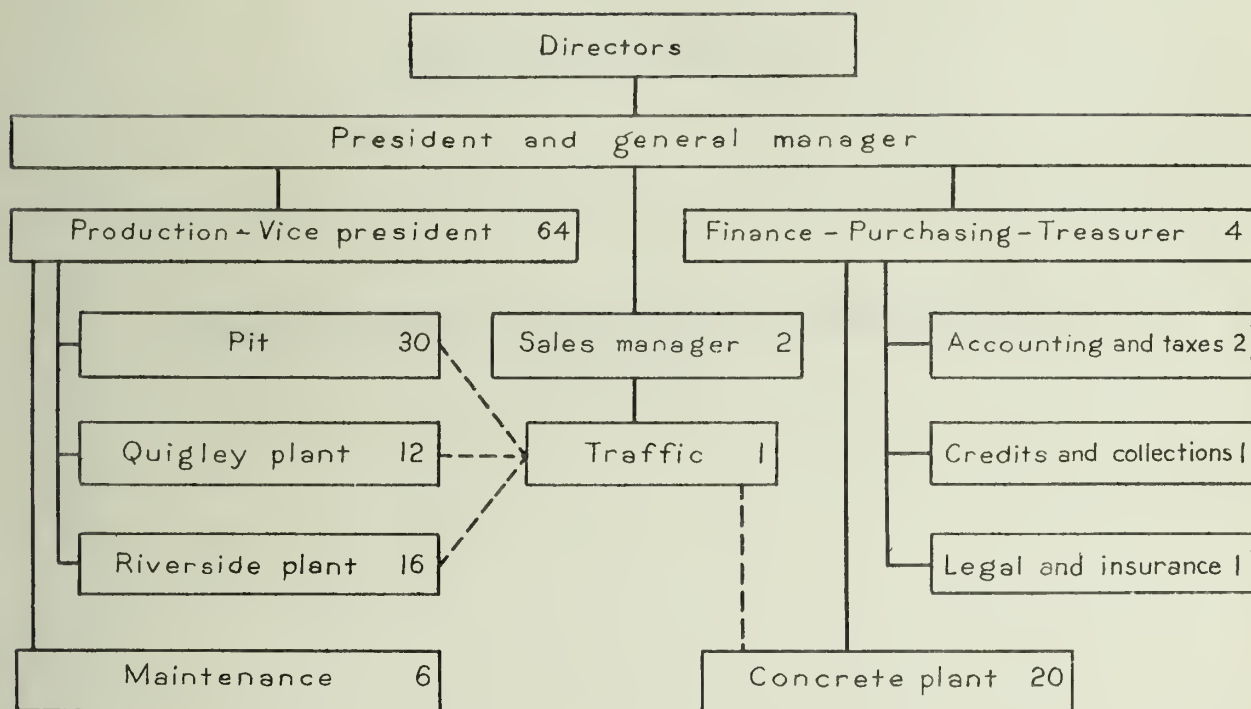 Directors
President and general manager
Production - Vice president 64
Finance - Purchasing - Treasurer 4
Pit 30
Sales manager 2
Accounting and taxes 2
Quigley plant 12
Traffic 1
Credits and collections 1
Riverside plant 16
Legal and insurance 1
Maintenance 6
Concrete plant 20